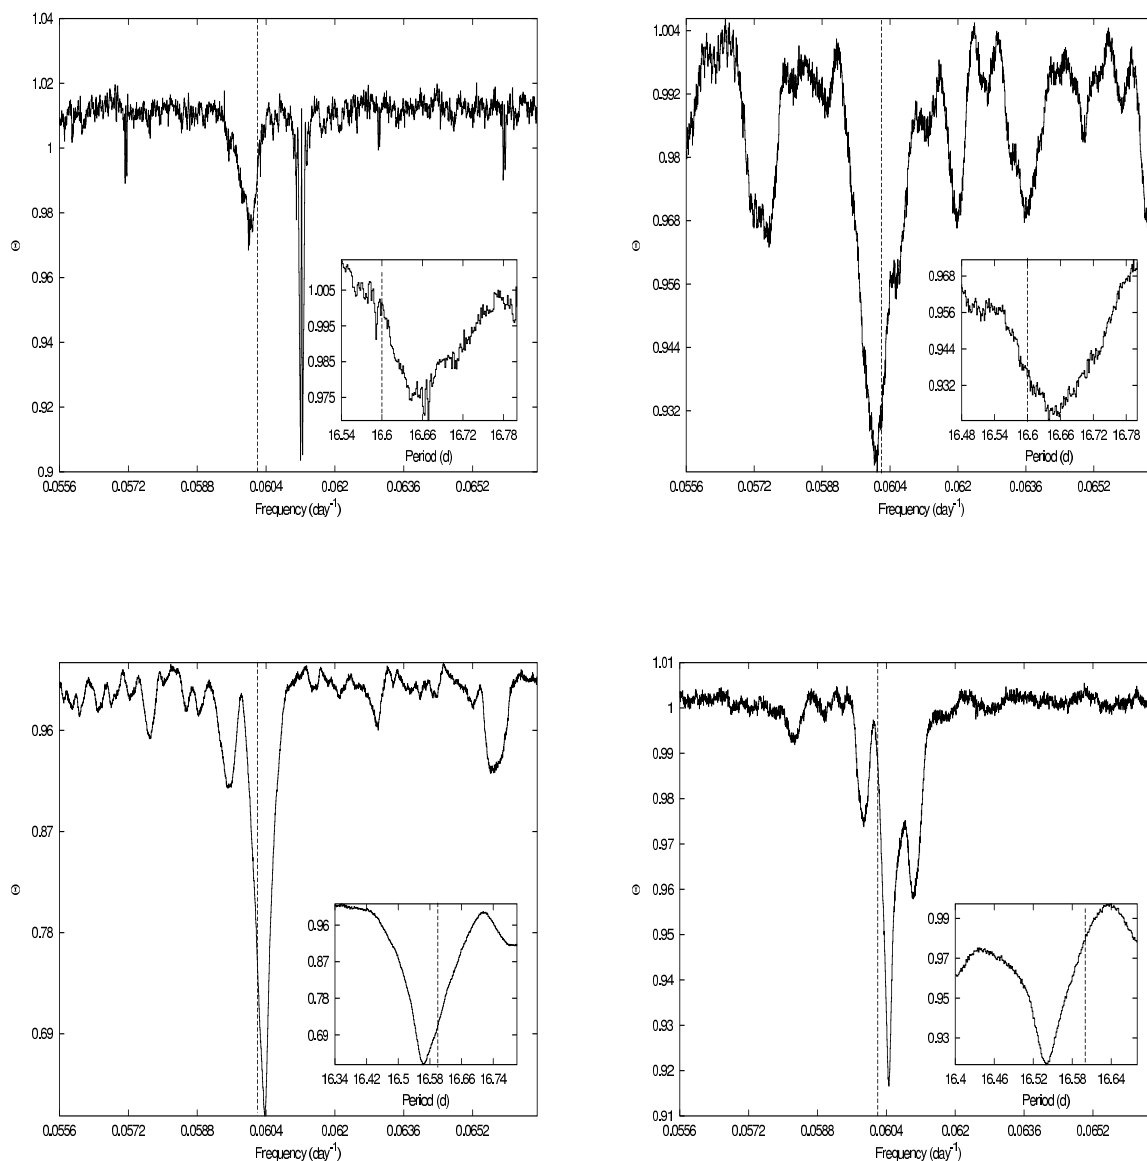 1.04
1.02
1
0.98
0.96
0.94
0.92
0.9
Θ
0.0556 0.0572 0.0588 0.0604 0.062 0.0636 0.0652
Frequency (day⁻¹)
1.005
0.995
0.985
0.975
16.54 16.6 16.66 16.72 16.78
Period (d)
1.004
0.992
0.98
0.968
0.956
0.944
0.932
Θ
0.0556 0.0572 0.0588 0.0604 0.062 0.0636 0.0652
Frequency (day⁻¹)
0.968
0.956
0.944
0.932
16.48 16.54 16.6 16.66 16.72 16.78
Period (d)
0.96
0.87
0.78
0.69
Θ
0.0556 0.0572 0.0588 0.0604 0.062 0.0636 0.0652
Frequency (day⁻¹)
0.96
0.87
0.78
0.69
16.34 16.42 16.5 16.58 16.66 16.74
Period (d)
1.01
1
0.99
0.98
0.97
0.96
0.95
0.94
0.93
0.92
0.91
Θ
0.0556 0.0572 0.0588 0.0604 0.062 0.0636 0.0652
Frequency (day⁻¹)
0.99
0.97
0.95
0.93
16.4 16.46 16.52 16.58 16.64
Period (d)